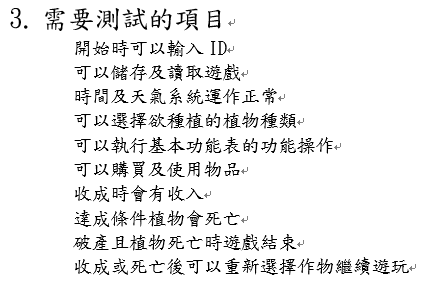 3. 需要測試的項目
開始時可以輸入 ID
可以儲存及讀取遊戲
時間及天氣系統運作正常
可以選擇欲種植的植物種類
可以執行基本功能表的功能操作
可以購買及使用物品
收成時會有收入
達成條件植物會死亡
破產且植物死亡時遊戲結束
收成或死亡後可以重新選擇作物繼續遊玩